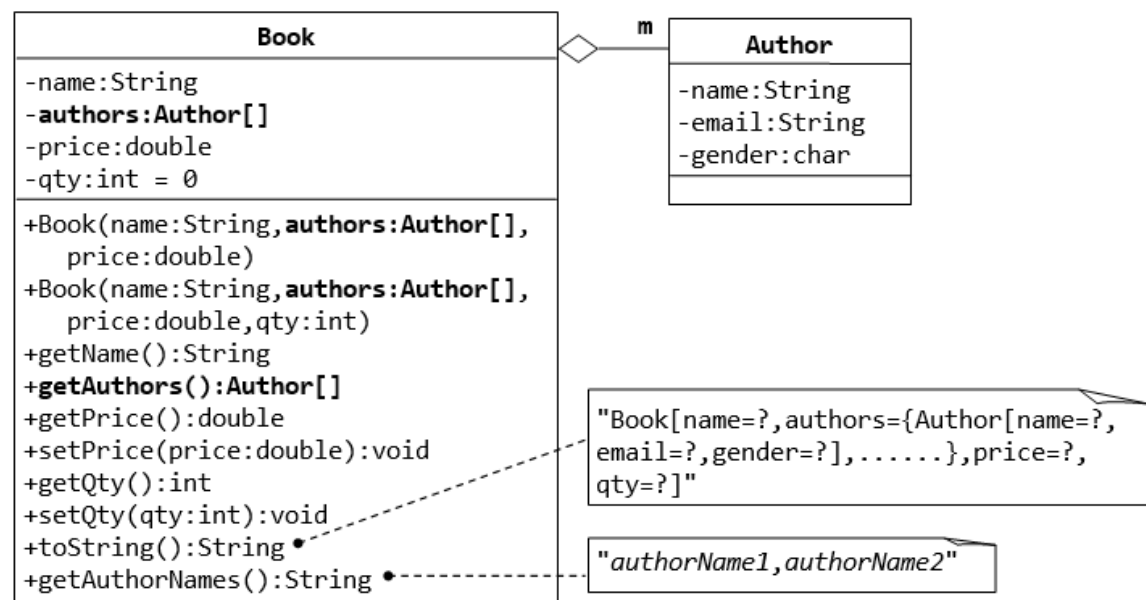 Book
-name:String
-authors:Author[]
-price:double
-qty:int = 0
+Book(name:String,authors:Author[],
price:double)
+Book(name:String,authors:Author[],
price:double,qty:int)
+getName():String
+getAuthors():Author[]
+getPrice():double
+setPrice(price:double):void
+getQty():int
+setQty(qty:int):void
+toString():String
+getAuthorNames():String
m
Author
-name:String
-email:String
-gender:char
"Book[name=?,authors={Author[name=?,
email=?,gender=?],......},price=?,
qty=?]"
"authorName1,authorName2"